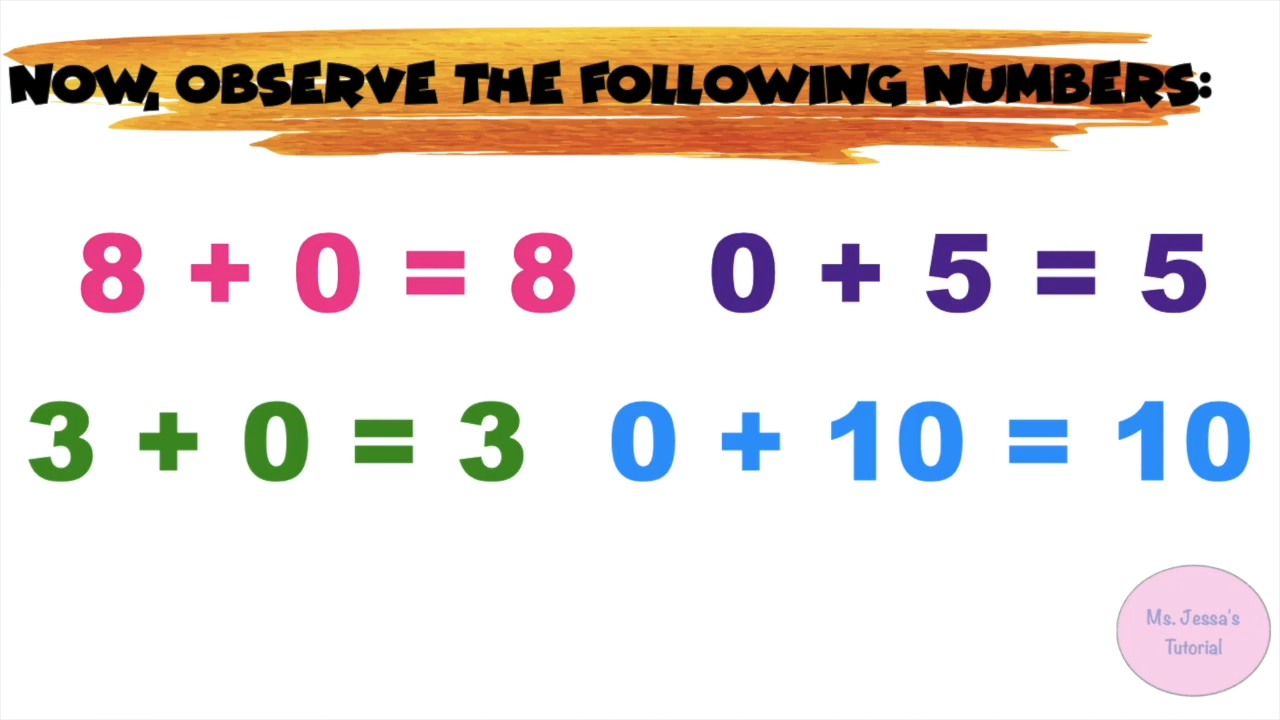 NOW, OBSERVE THE FOLLOWING NUMBERS:
8 + 0 = 8 0 + 5 = 5
3 + 0 = 3 0 + 10 = 10
Ms. Jessa's
Tutorial